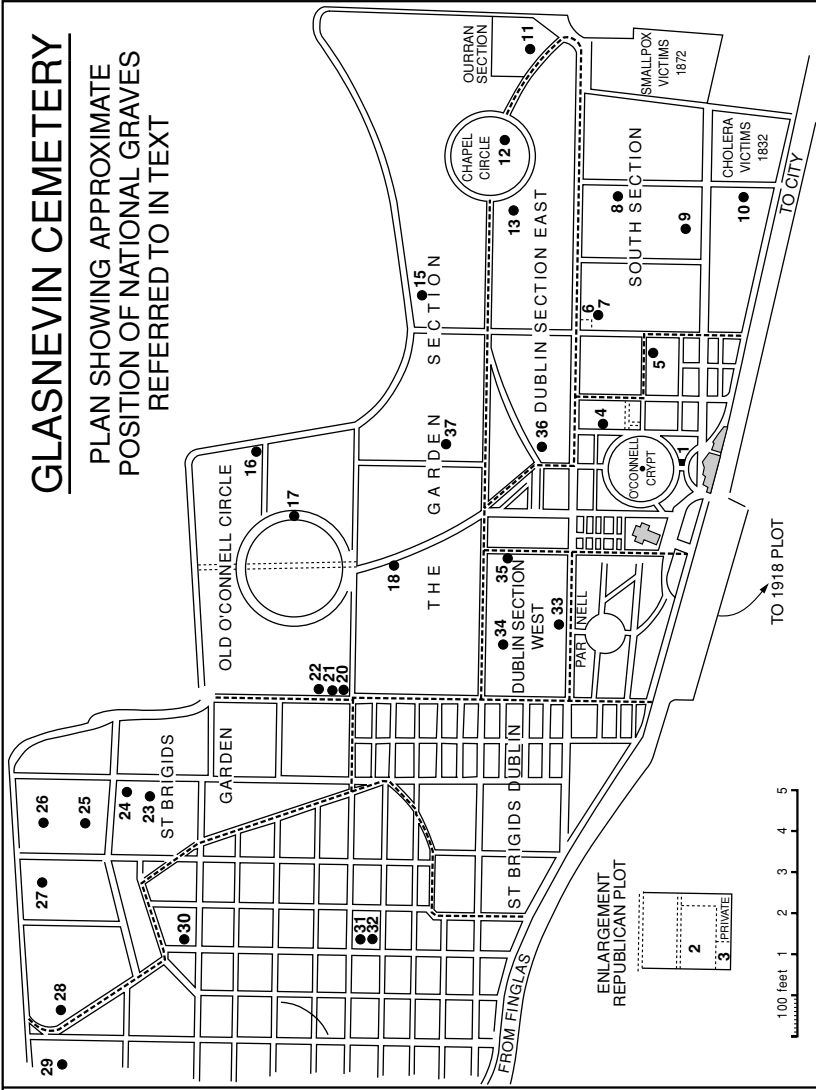 GLASNEVIN CEMETERY
PLAN SHOWING APPROXIMATE
POSITION OF NATIONAL GRAVES
REFERRED TO IN TEXT
29
28
27
26
25
24
23
ST BRIGIDS
GARDEN
30
31
32
22
21
20
OLD O'CONNELL CIRCLE
16
17
18
THE GARDEN SECTION
37
15
OURRAN
SECTION
11
CHAPEL
CIRCLE
12
13
DUBLIN SECTION EAST
36
35
34
DUBLIN SECTION
WEST
33
PAR NELL
ST BRIGIDS DUBLIN
SOUTH SECTION
8
9
10
6
7
5
4
O'CONNELL
CRYPT
1
SMALLPOX
VICTIMS
1872
CHOLERA
VICTIMS
1832
TO CITY
TO 1918 PLOT
FROM FINGLAS
ENLARGEMENT
REPUBLICAN PLOT
2
3
PRIVATE
100 feet 1 2 3 4 5